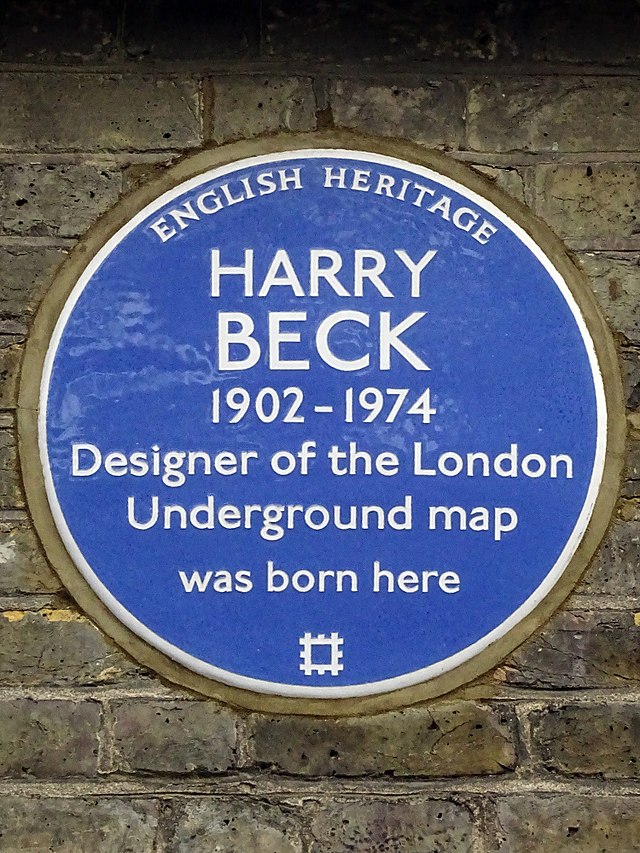 ENGLISH HERITAGE
HARRY
BECK
1902–1974
Designer of the London
Underground map
was born here